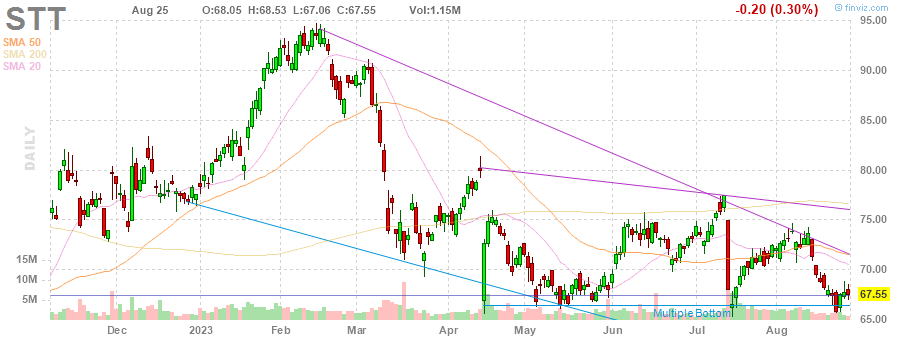 STT Aug 25 O:68.05 H:68.53 L:67.06 C:67.55 Vol:1.15M -0.20 (0.30%) © finviz.com
SMA 50
SMA 200
SMA 20
DAILY
95.00
90.00
85.00
80.00
75.00
70.00
67.55
65.00
15M
10M
5M
Multiple Bottom
Dec 2023 Feb Mar Apr May Jun Jul Aug